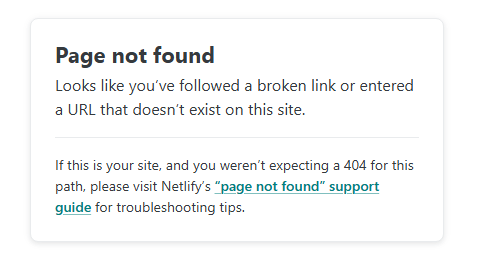 Page not found
Looks like you’ve followed a broken link or entered
a URL that doesn’t exist on this site.
If this is your site, and you weren’t expecting a 404 for this
path, please visit Netlify’s “page not found” support
guide for troubleshooting tips.